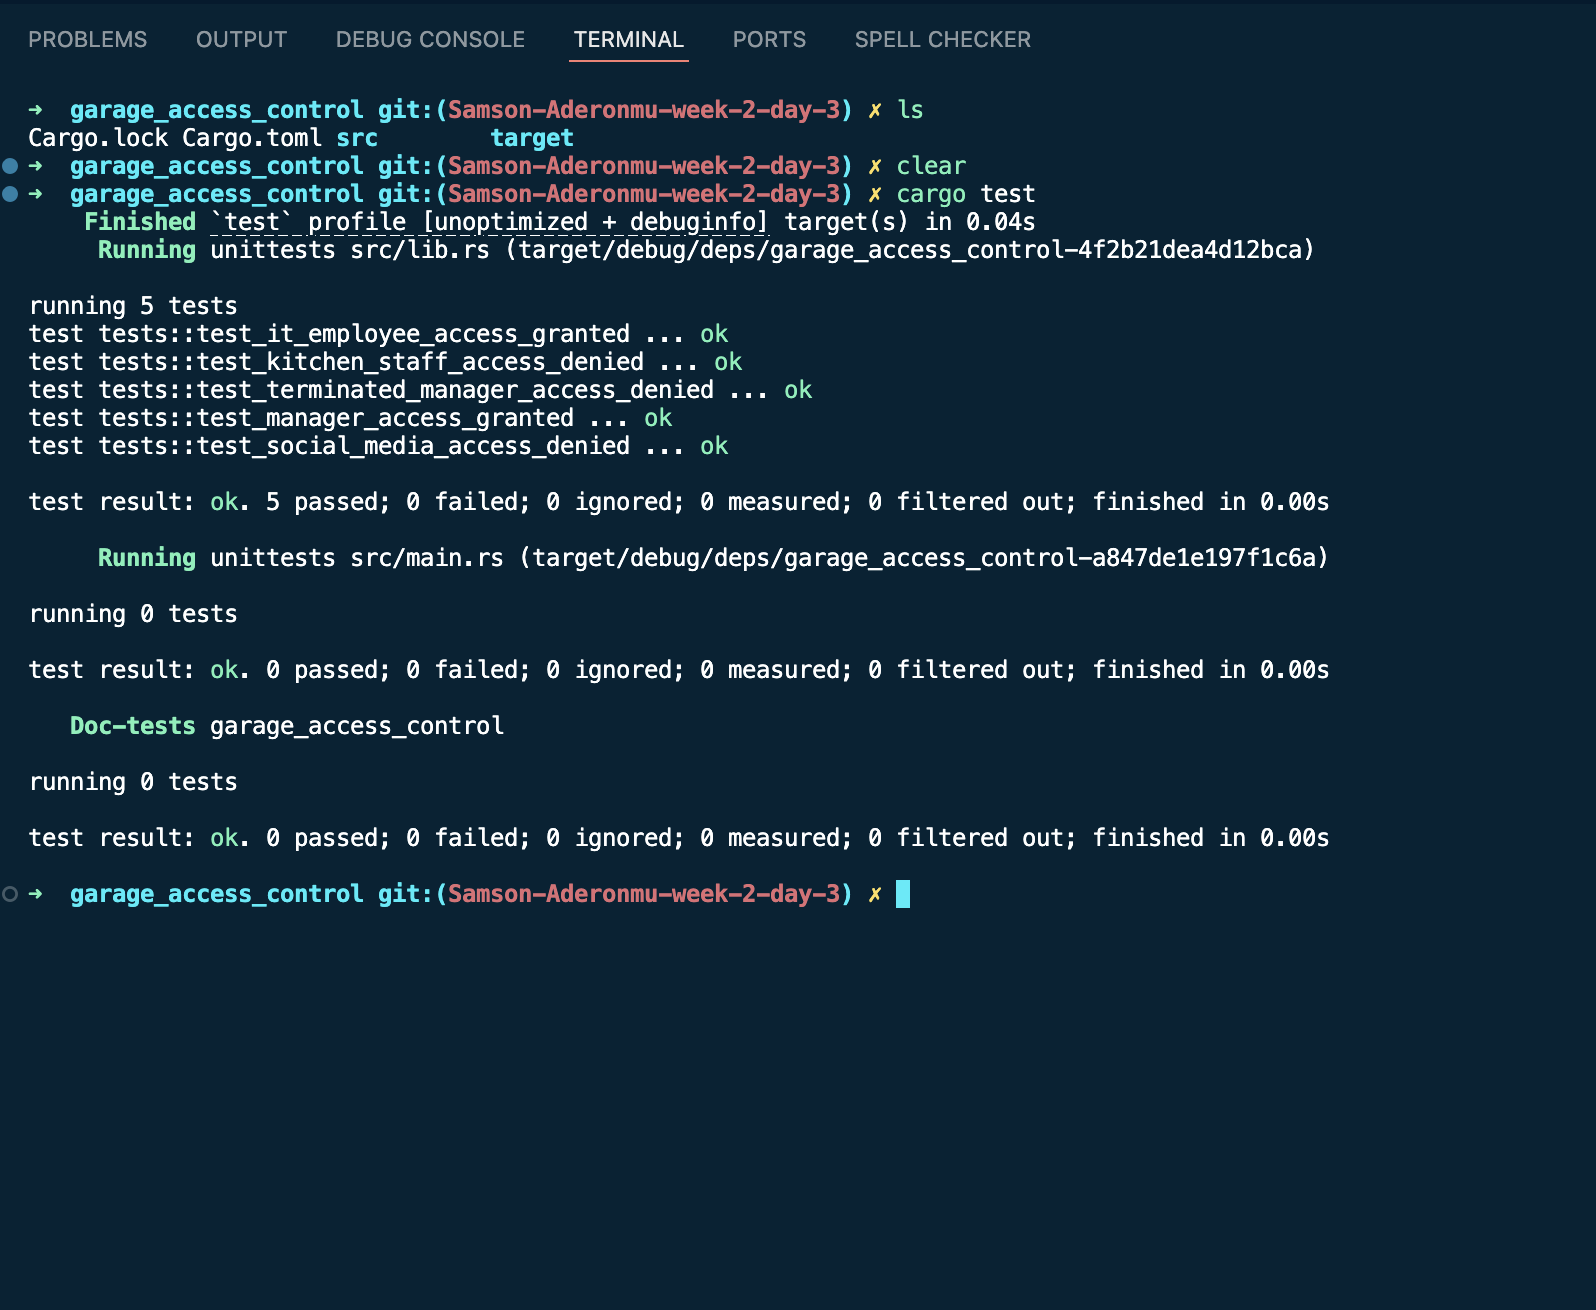 PROBLEMS OUTPUT DEBUG CONSOLE TERMINAL PORTS SPELL CHECKER
➜ garage_access_control git:(Samson-Aderonmu-week-2-day-3) ✗ ls
Cargo.lock Cargo.toml src target
➜ garage_access_control git:(Samson-Aderonmu-week-2-day-3) ✗ clear
➜ garage_access_control git:(Samson-Aderonmu-week-2-day-3) ✗ cargo test
Finished `test` profile [unoptimized + debuginfo] target(s) in 0.04s
Running unittests src/lib.rs (target/debug/deps/garage_access_control-4f2b21dea4d12bca)
running 5 tests
test tests::test_it_employee_access_granted ... ok
test tests::test_kitchen_staff_access_denied ... ok
test tests::test_terminated_manager_access_denied ... ok
test tests::test_manager_access_granted ... ok
test tests::test_social_media_access_denied ... ok
test result: ok. 5 passed; 0 failed; 0 ignored; 0 measured; 0 filtered out; finished in 0.00s
Running unittests src/main.rs (target/debug/deps/garage_access_control-a847de1e197f1c6a)
running 0 tests
test result: ok. 0 passed; 0 failed; 0 ignored; 0 measured; 0 filtered out; finished in 0.00s
Doc-tests garage_access_control
running 0 tests
test result: ok. 0 passed; 0 failed; 0 ignored; 0 measured; 0 filtered out; finished in 0.00s
➜ garage_access_control git:(Samson-Aderonmu-week-2-day-3) ✗